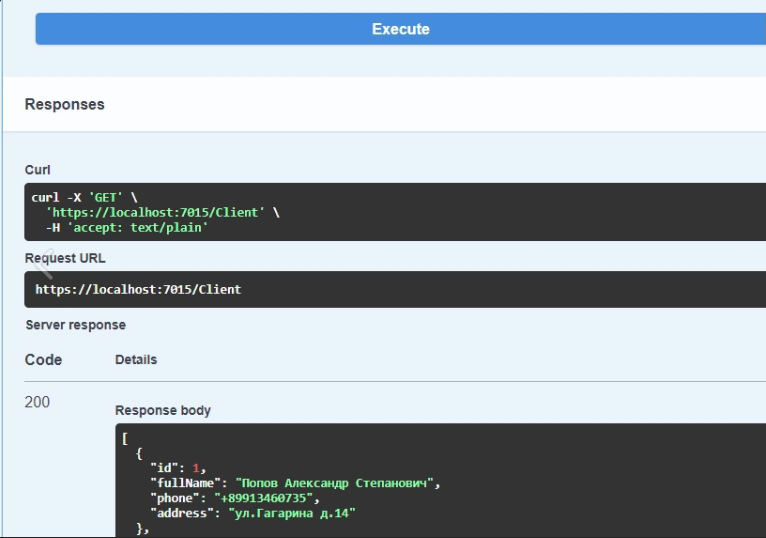 Execute
Responses
Curl
curl -X 'GET' \
'https://localhost:7015/Client' \
-H 'accept: text/plain'
Request URL
https://localhost:7015/Client
Server response
Code Details
200
Response body
[
{
"id": 1,
"fullName": "Попов Александр Степанович",
"phone": "+89913460735",
"address": "ул.Гагарина д.14"
},